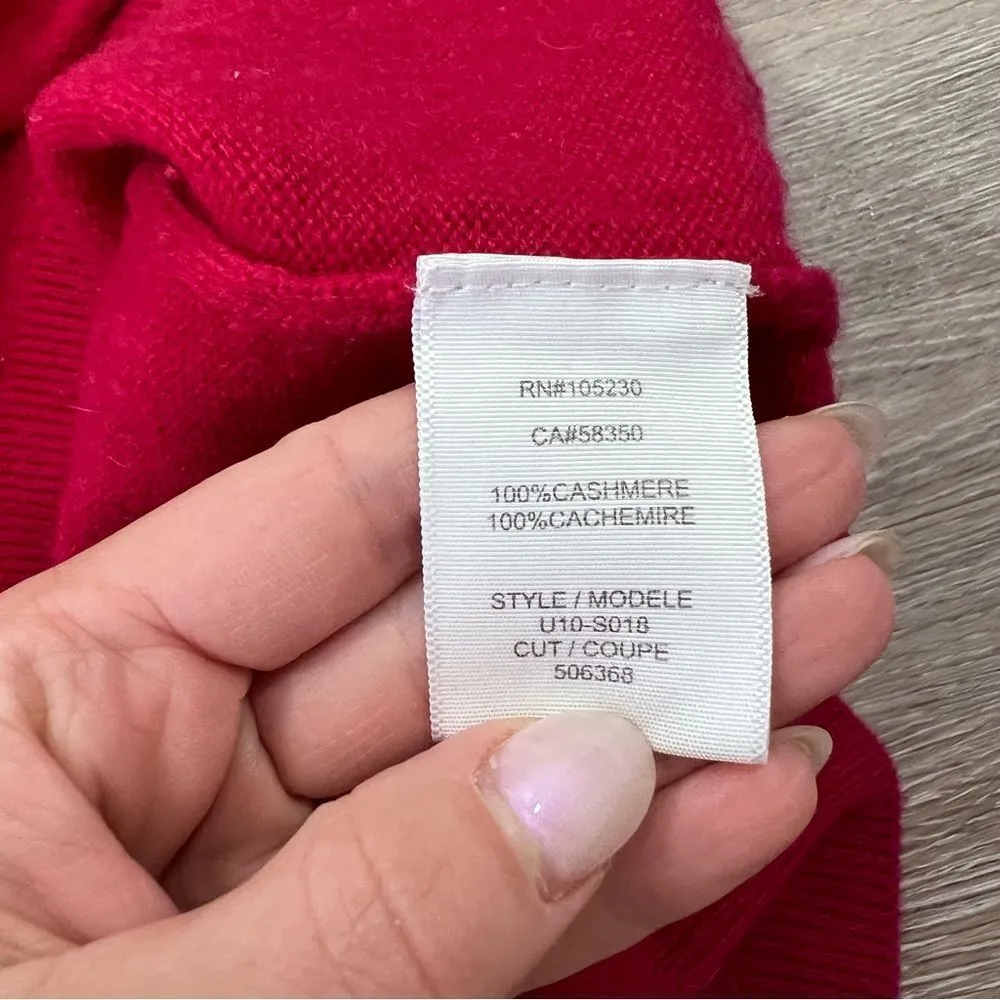 RN#105230
CA#58350
100%CASHMERE
100%CACHEMIRE
STYLE / MODELE
U10-S018
CUT / COUPE
506368